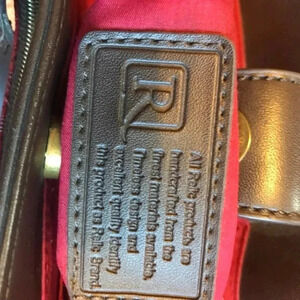 R
All Relic products are
handcrafted from the
finest materials available.
Timeless design and
excellent quality identify
this product as Relic Brand.